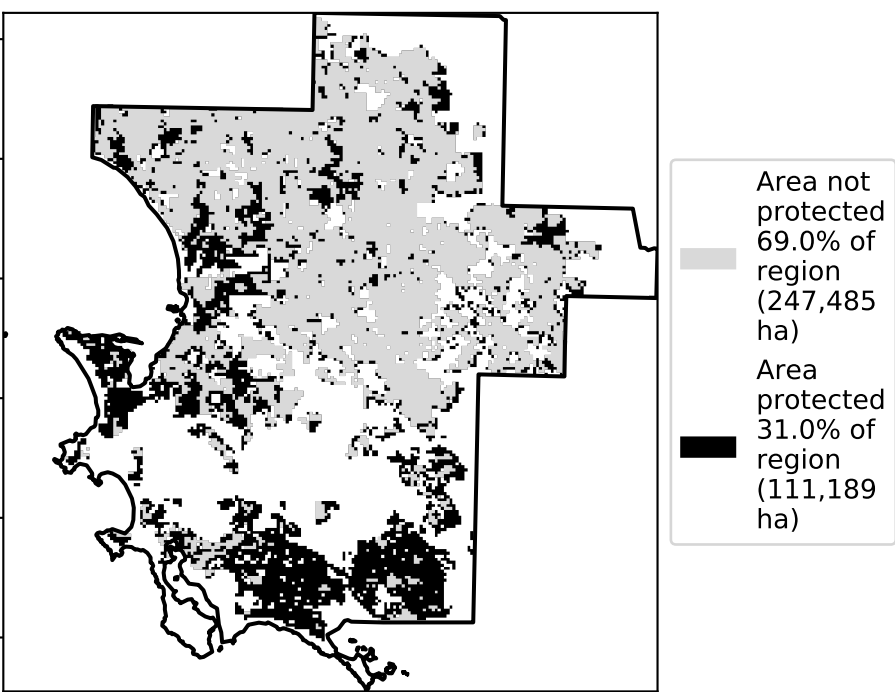 Area not
protected
69.0% of
region
(247,485
ha)
Area
protected
31.0% of
region
(111,189
ha)